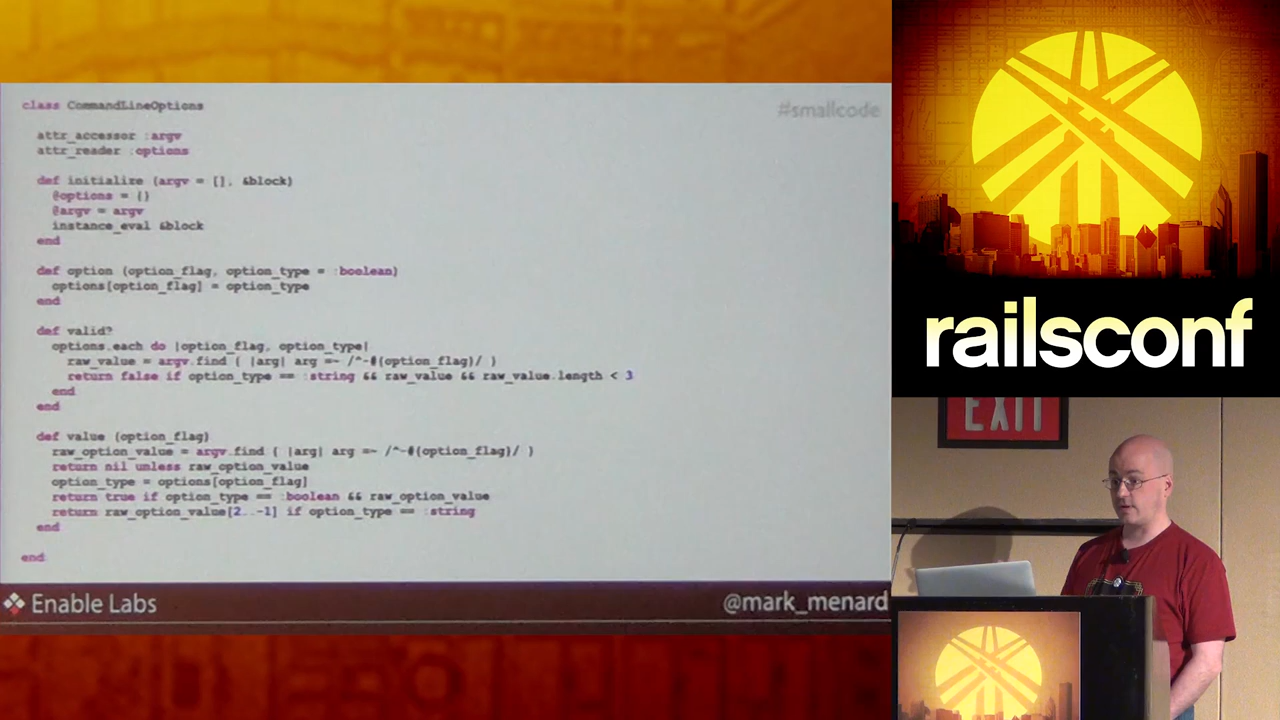 class CommandLineOptions
#smallcode
attr_accessor :argv
attr_reader :options
def initialize (argv = [], &block)
@options = {}
@argv = argv
instance_eval &block
end
def option (option_flag, option_type = :boolean)
options[option_flag] = option_type
end
def valid?
options.each do |option_flag, option_type|
raw_value = argv.find { |arg| arg =~ /^-#{option_flag}/ }
return false if option_type == :string && raw_value && raw_value.length < 3
end
end
def value (option_flag)
raw_option_value = argv.find { |arg| arg =~ /^-#{option_flag}/ }
return nil unless raw_option_value
option_type = options[option_flag]
return true if option_type == :boolean && raw_option_value
return raw_option_value[2..-1] if option_type == :string
end
end
Enable Labs
@mark_menard
railsconf
EXIT